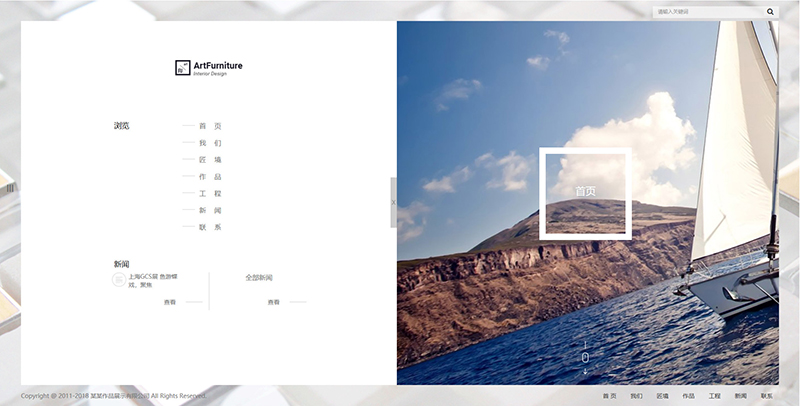 请输入关键词
ArtFurniture
Interior Design
浏览
首 页
我 们
匠 墙
作 品
工 程
新 闻
联 系
X
首页
新闻
上海GCS展 色游蝶
戏，聚焦
查看
全部新闻
查看
0
Copyright @ 2011-2018 某某作品展示有限公司 All Rights Reserved.
首 页 我们 匠墙 作品 工程 新闻 联系